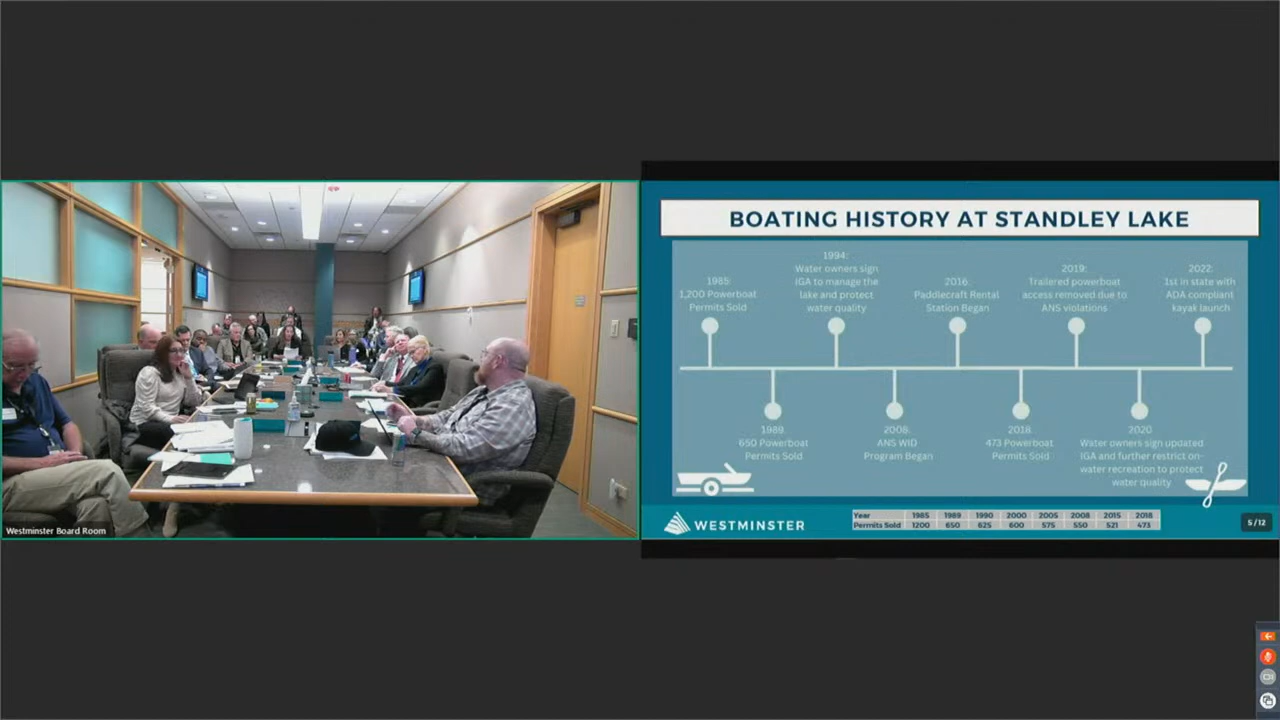 BOATING HISTORY AT STANDLEY LAKE
1985:
1,200 Powerboat
Permits Sold
1994:
Water owners sign
IGA to manage the
lake and protect
water quality
2016:
Paddlecraft Rental
Station Began
2019:
Trailered powerboat
access removed due to
ANS violations
2022:
1st in state with
ADA compliant
kayak launch
1989:
650 Powerboat
Permits Sold
2008:
ANS WID
Program Began
2018:
473 Powerboat
Permits Sold
2020:
Water owners sign updated
IGA and further restrict on-
water recreation to protect
water quality
WESTMINSTER
Year 1985 1989 1990 2000 2005 2008 2015 2018
Permits Sold 1200 650 625 600 575 550 521 473
5/12
Westminster Board Room